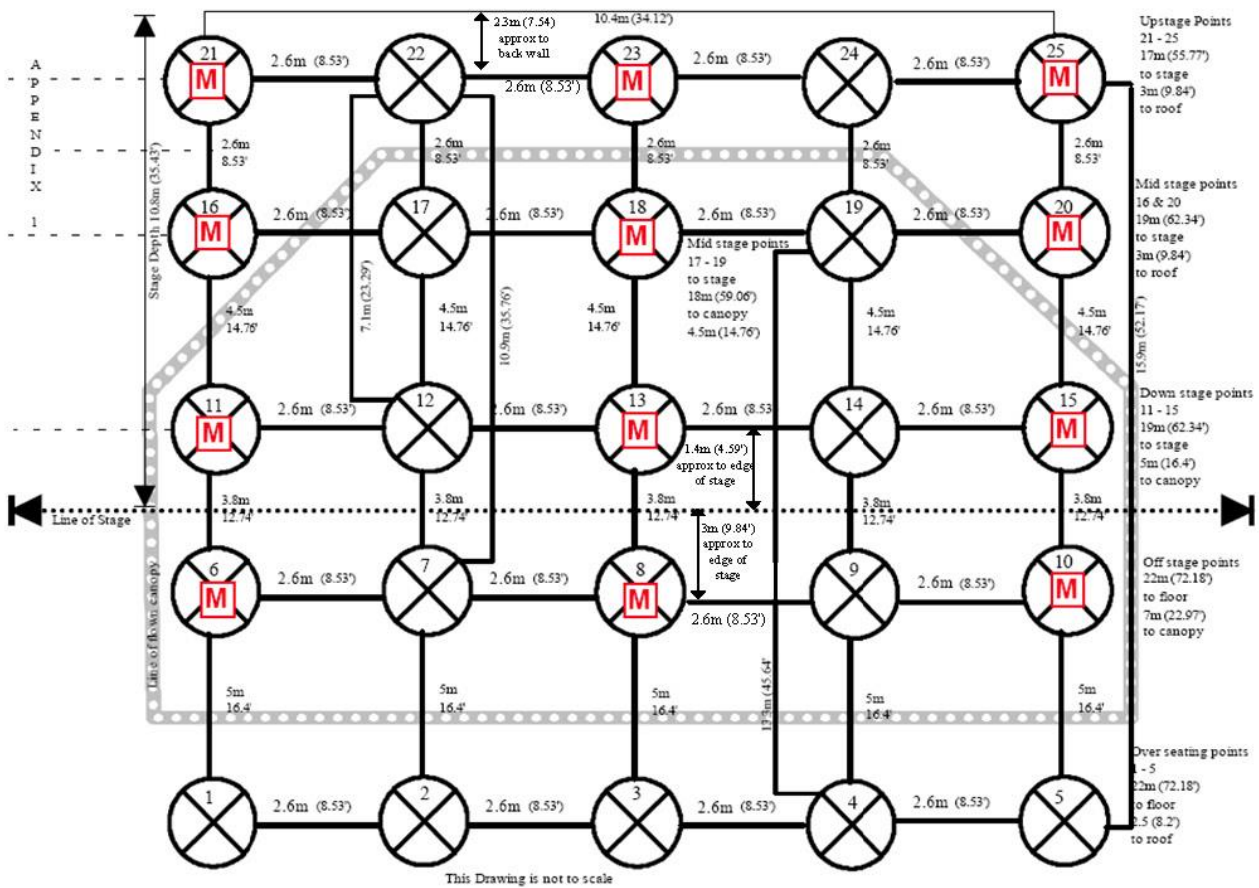 10.4m (34.12')
2.3m (7.54)
approx to
back wall
Upstage Points
21 - 25
17m (55.77')
to stage
3m (9.84')
to roof
A
P
P
E
N
D
I
X
1
Stage Depth 10.8m (35.43')
21
M
2.6m (8.53')
22
2.6m (8.53')
23
M
2.6m (8.53')
24
2.6m (8.53')
25
M
2.6m
8.53'
2.6m
8.53'
2.6m
8.53'
2.6m
8.53'
2.6m
8.53'
16
M
2.6m (8.53')
17
2.6m (8.53')
18
M
2.6m (8.53')
19
2.6m (8.53')
20
M
Mid stage points
16 & 20
19m (62.34')
to stage
3m (9.84')
to roof
Mid stage points
17 - 19
to stage
18m (59.06')
to canopy
4.5m (14.76')
7.1m (23.29')
10.9m (35.76')
15.9m (52.17')
4.5m
14.76'
4.5m
14.76'
4.5m
14.76'
4.5m
14.76'
4.5m
14.76'
11
M
2.6m (8.53')
12
2.6m (8.53')
13
M
2.6m (8.53
14
2.6m (8.53')
15
M
Down stage points
11 - 15
19m (62.34')
to stage
5m (16.4')
to canopy
1.4m (4.59')
approx to edge
of stage
3.8m
12.74'
3.8m
12.74'
3.8m
12.74'
3.8m
12.74'
3.8m
12.74'
Line of Stage
3m (9.84')
approx to
edge of
stage
6
M
2.6m (8.53')
7
2.6m (8.53')
8
M
2.6m (8.53')
9
2.6m (8.53')
10
M
Off stage points
22m (72.18')
to floor
7m (22.97')
to canopy
Line of flown canopy
13.3m (45.64')
5m
16.4'
5m
16.4'
5m
16.4'
5m
16.4'
5m
16.4'
1
2.6m (8.53')
2
2.6m (8.53')
3
2.6m (8.53')
4
2.6m (8.53')
5
Over seating points
1 - 5
22m (72.18')
to floor
2.5 (8.2')
to roof
This Drawing is not to scale